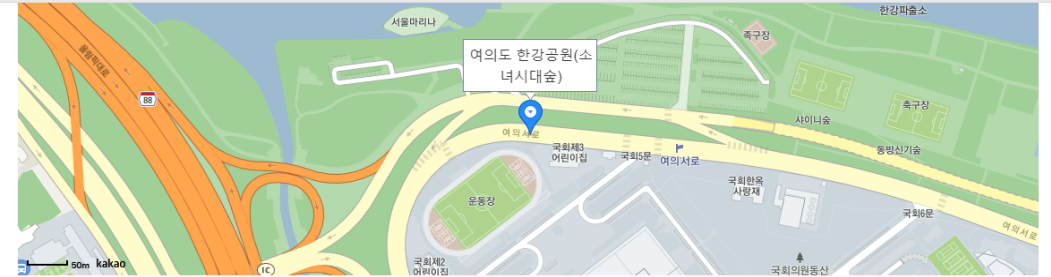 한강파출소
서울마리나
족구장
여의도 한강공원(소
녀시대숲)
올림픽대로
88
축구장
샤이니숲
여의서로
동방신기숲
국회제3
어린이집
국회5문
여의서로
국회한옥
사랑재
운동장
국회6문
여의서로
50m kakao
국회제2
어린이집
IC
국회의원동산